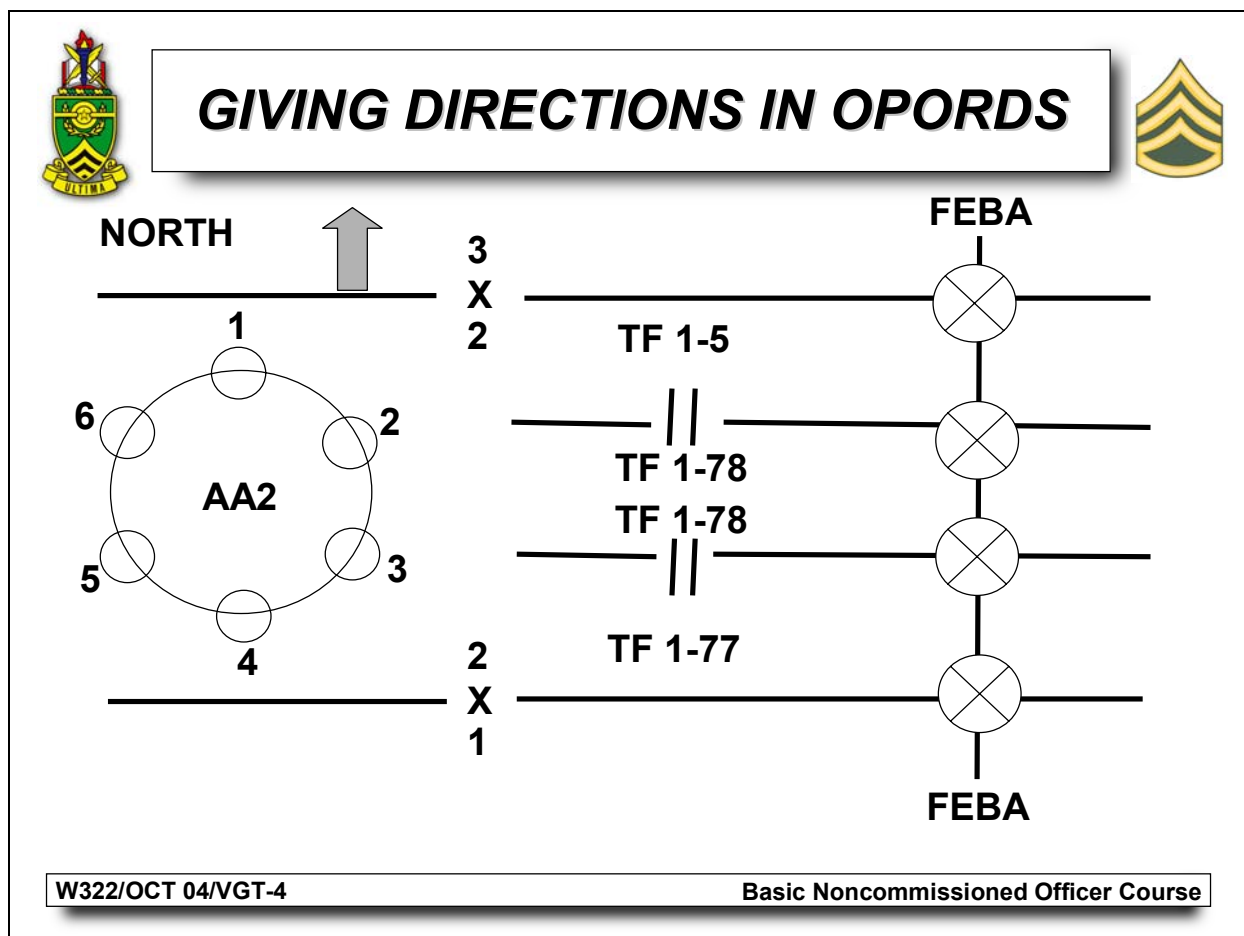 GIVING DIRECTIONS IN OPORDS
ULTIMA
NORTH
FEBA
3
X
2
1
TF 1-5
6
2
TF 1-78
AA2
TF 1-78
5
3
4
2
X
1
TF 1-77
FEBA
W322/OCT 04/VGT-4
Basic Noncommissioned Officer Course